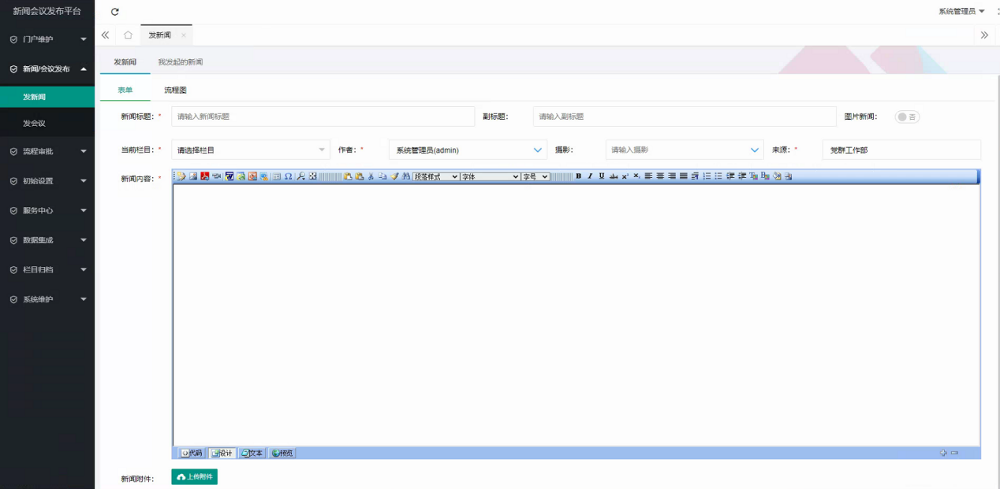 新闻会议发布平台
系统管理员
门户维护
发新闻
新闻/会议发布
发新闻
我发起的新闻
发新闻
表单
流程图
发会议
新闻标题： *
请输入新闻标题
副标题：
请输入副标题
图片新闻：
否
流程审批
当前栏目： *
请选择栏目
作者： *
系统管理员(admin)
摄影：
请输入摄影
来源： *
党群工作部
初始设置
新闻内容： *
段落样式
字体
字号
B I U abc
服务中心
数据集成
栏目归档
系统维护
代码
设计
文本
预览
新闻附件：
上传附件